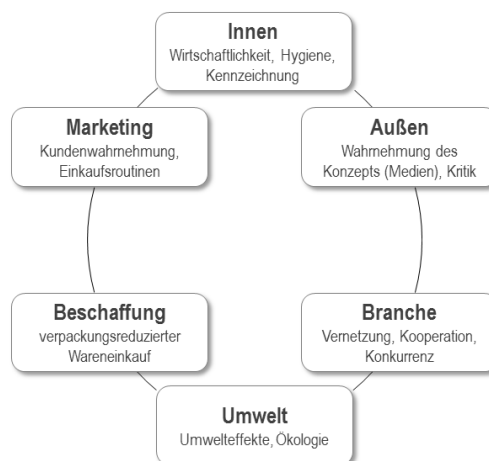 Innen
Wirtschaftlichkeit, Hygiene,
Kennzeichnung
Marketing
Kundenwahrnehmung,
Einkaufsroutinen
Außen
Wahrnehmung des
Konzepts (Medien), Kritik
Beschaffung
verpackungsreduzierter
Wareneinkauf
Branche
Vernetzung, Kooperation,
Konkurrenz
Umwelt
Umwelteffekte, Ökologie